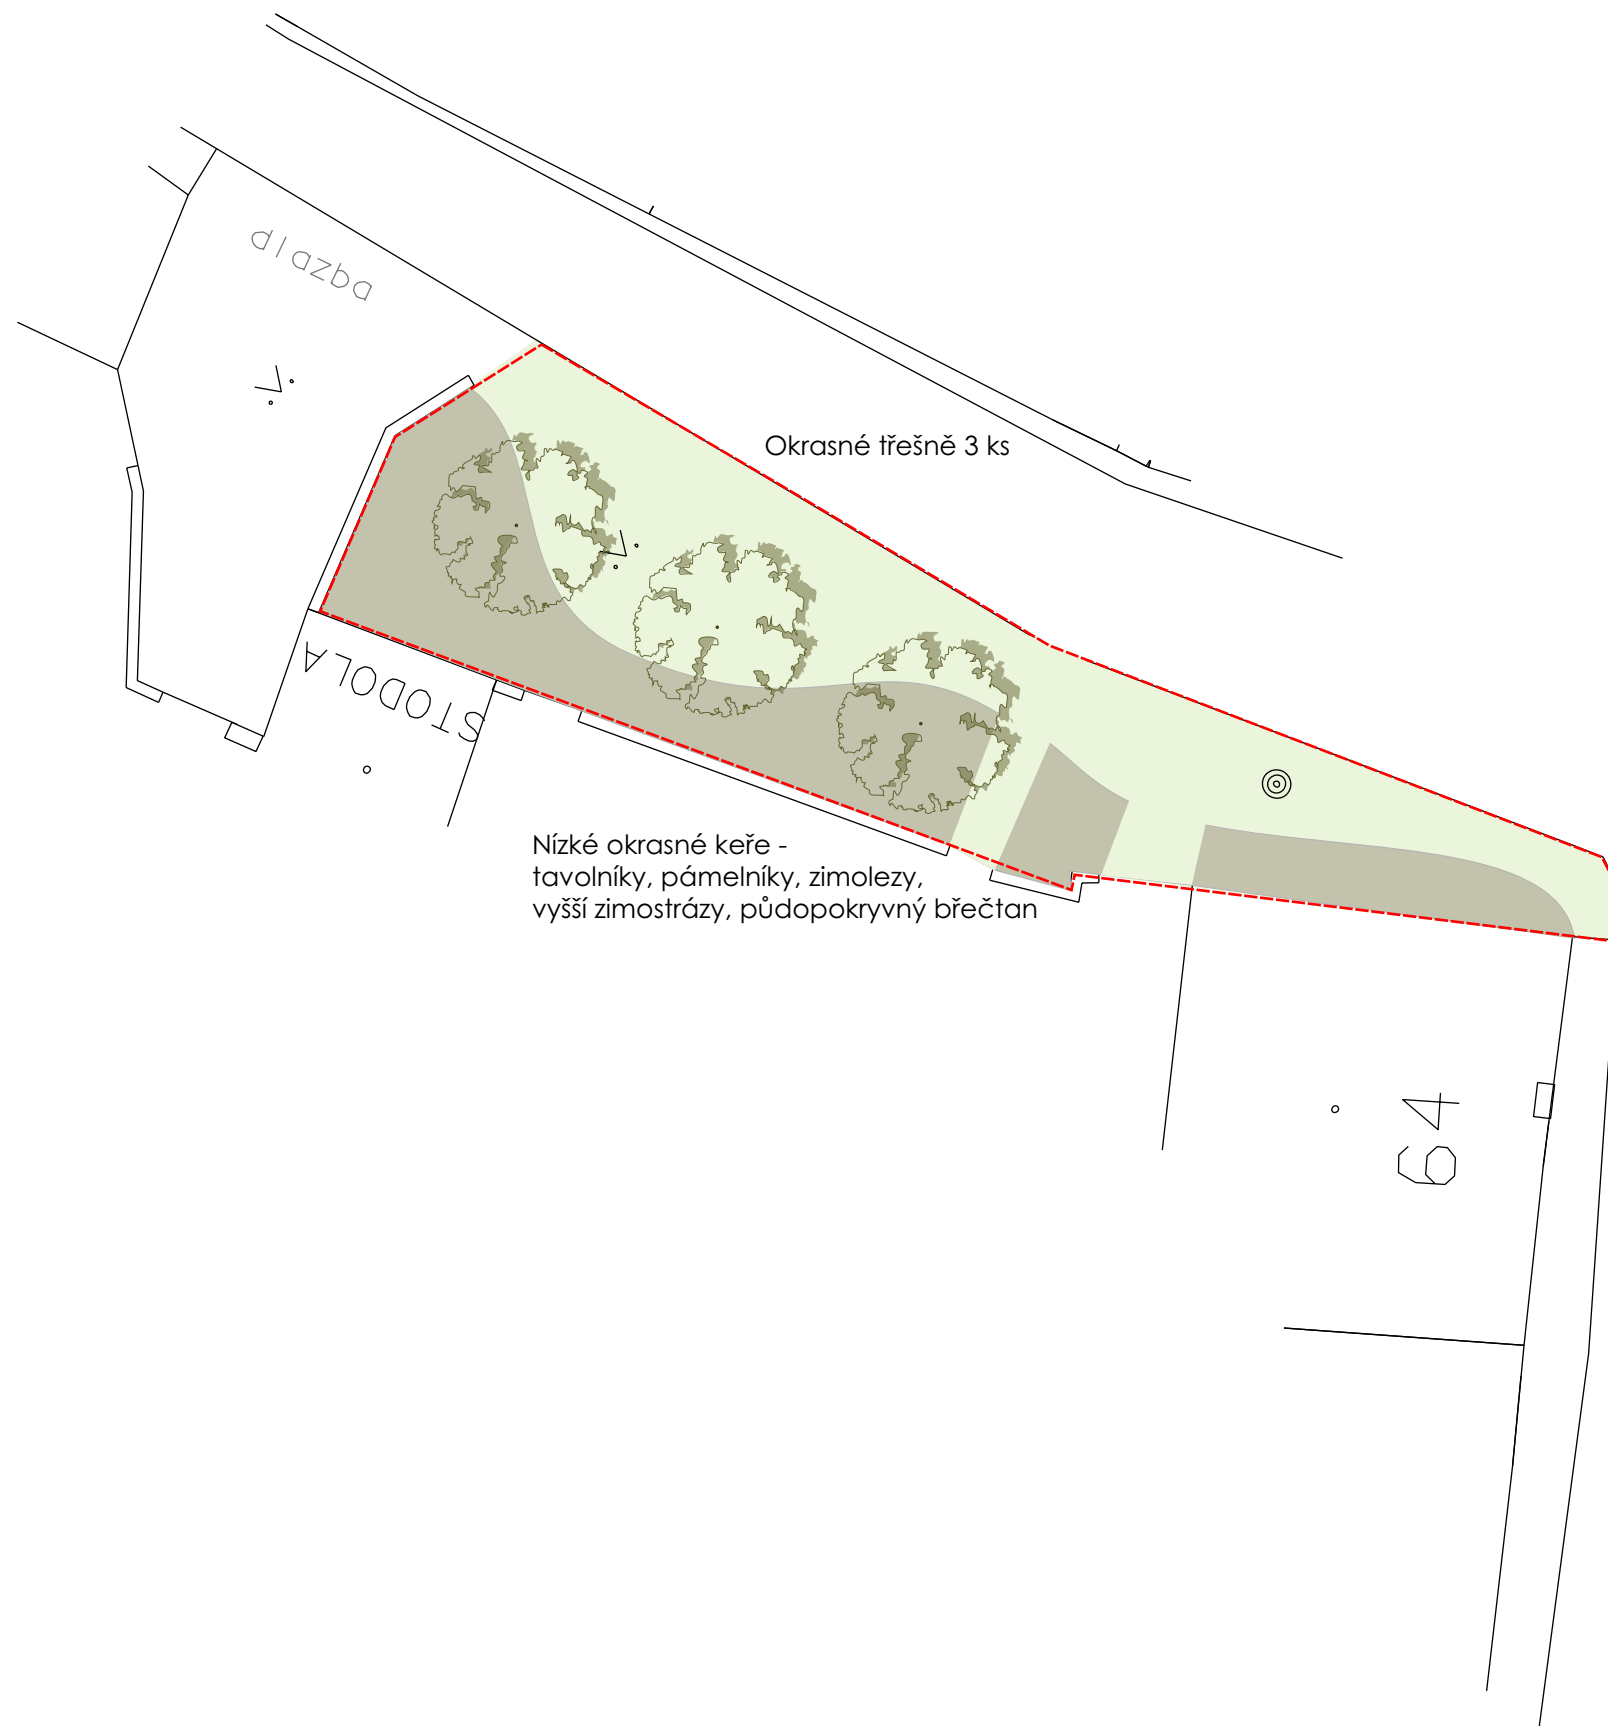 dlazba
Okrasné třešně 3 ks
STODOLA
Nízké okrasné keře -
tavolníky, pámelníky, zimolezy,
vyšší zimostrázy, půdopokryvný břečtan
64